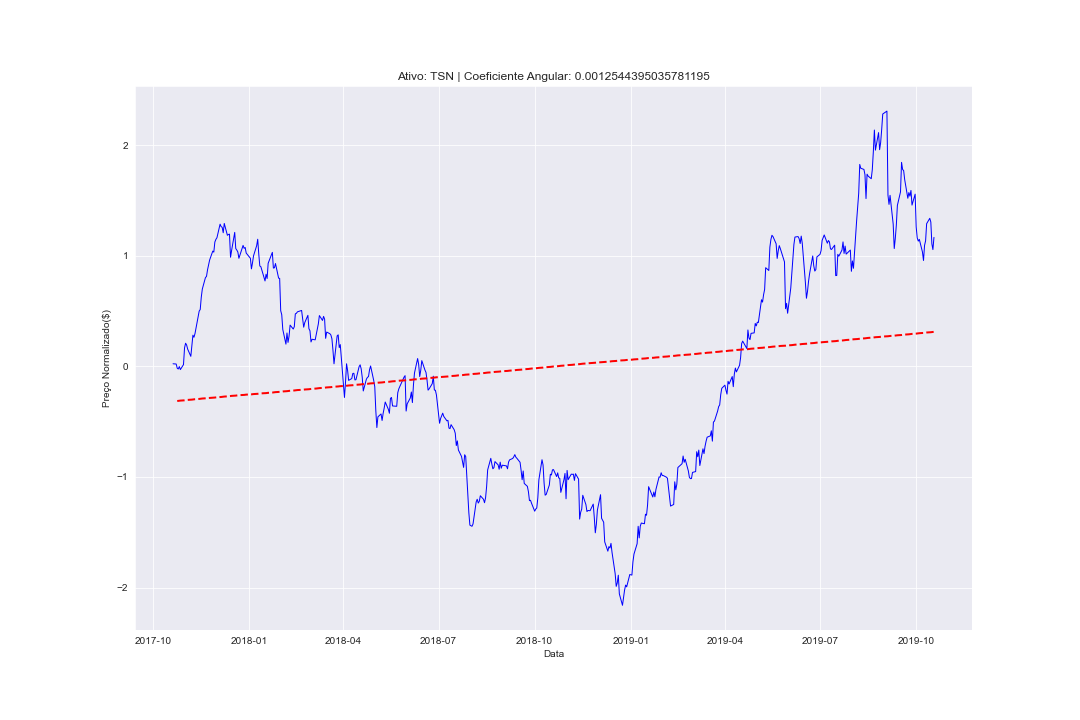 Ativo: TSN | Coeficiente Angular: 0.0012544395035781195
Preço Normalizado($)
2
1
0
−1
−2
2017-10 2018-01 2018-04 2018-07 2018-10 2019-01 2019-04 2019-07 2019-10
Data